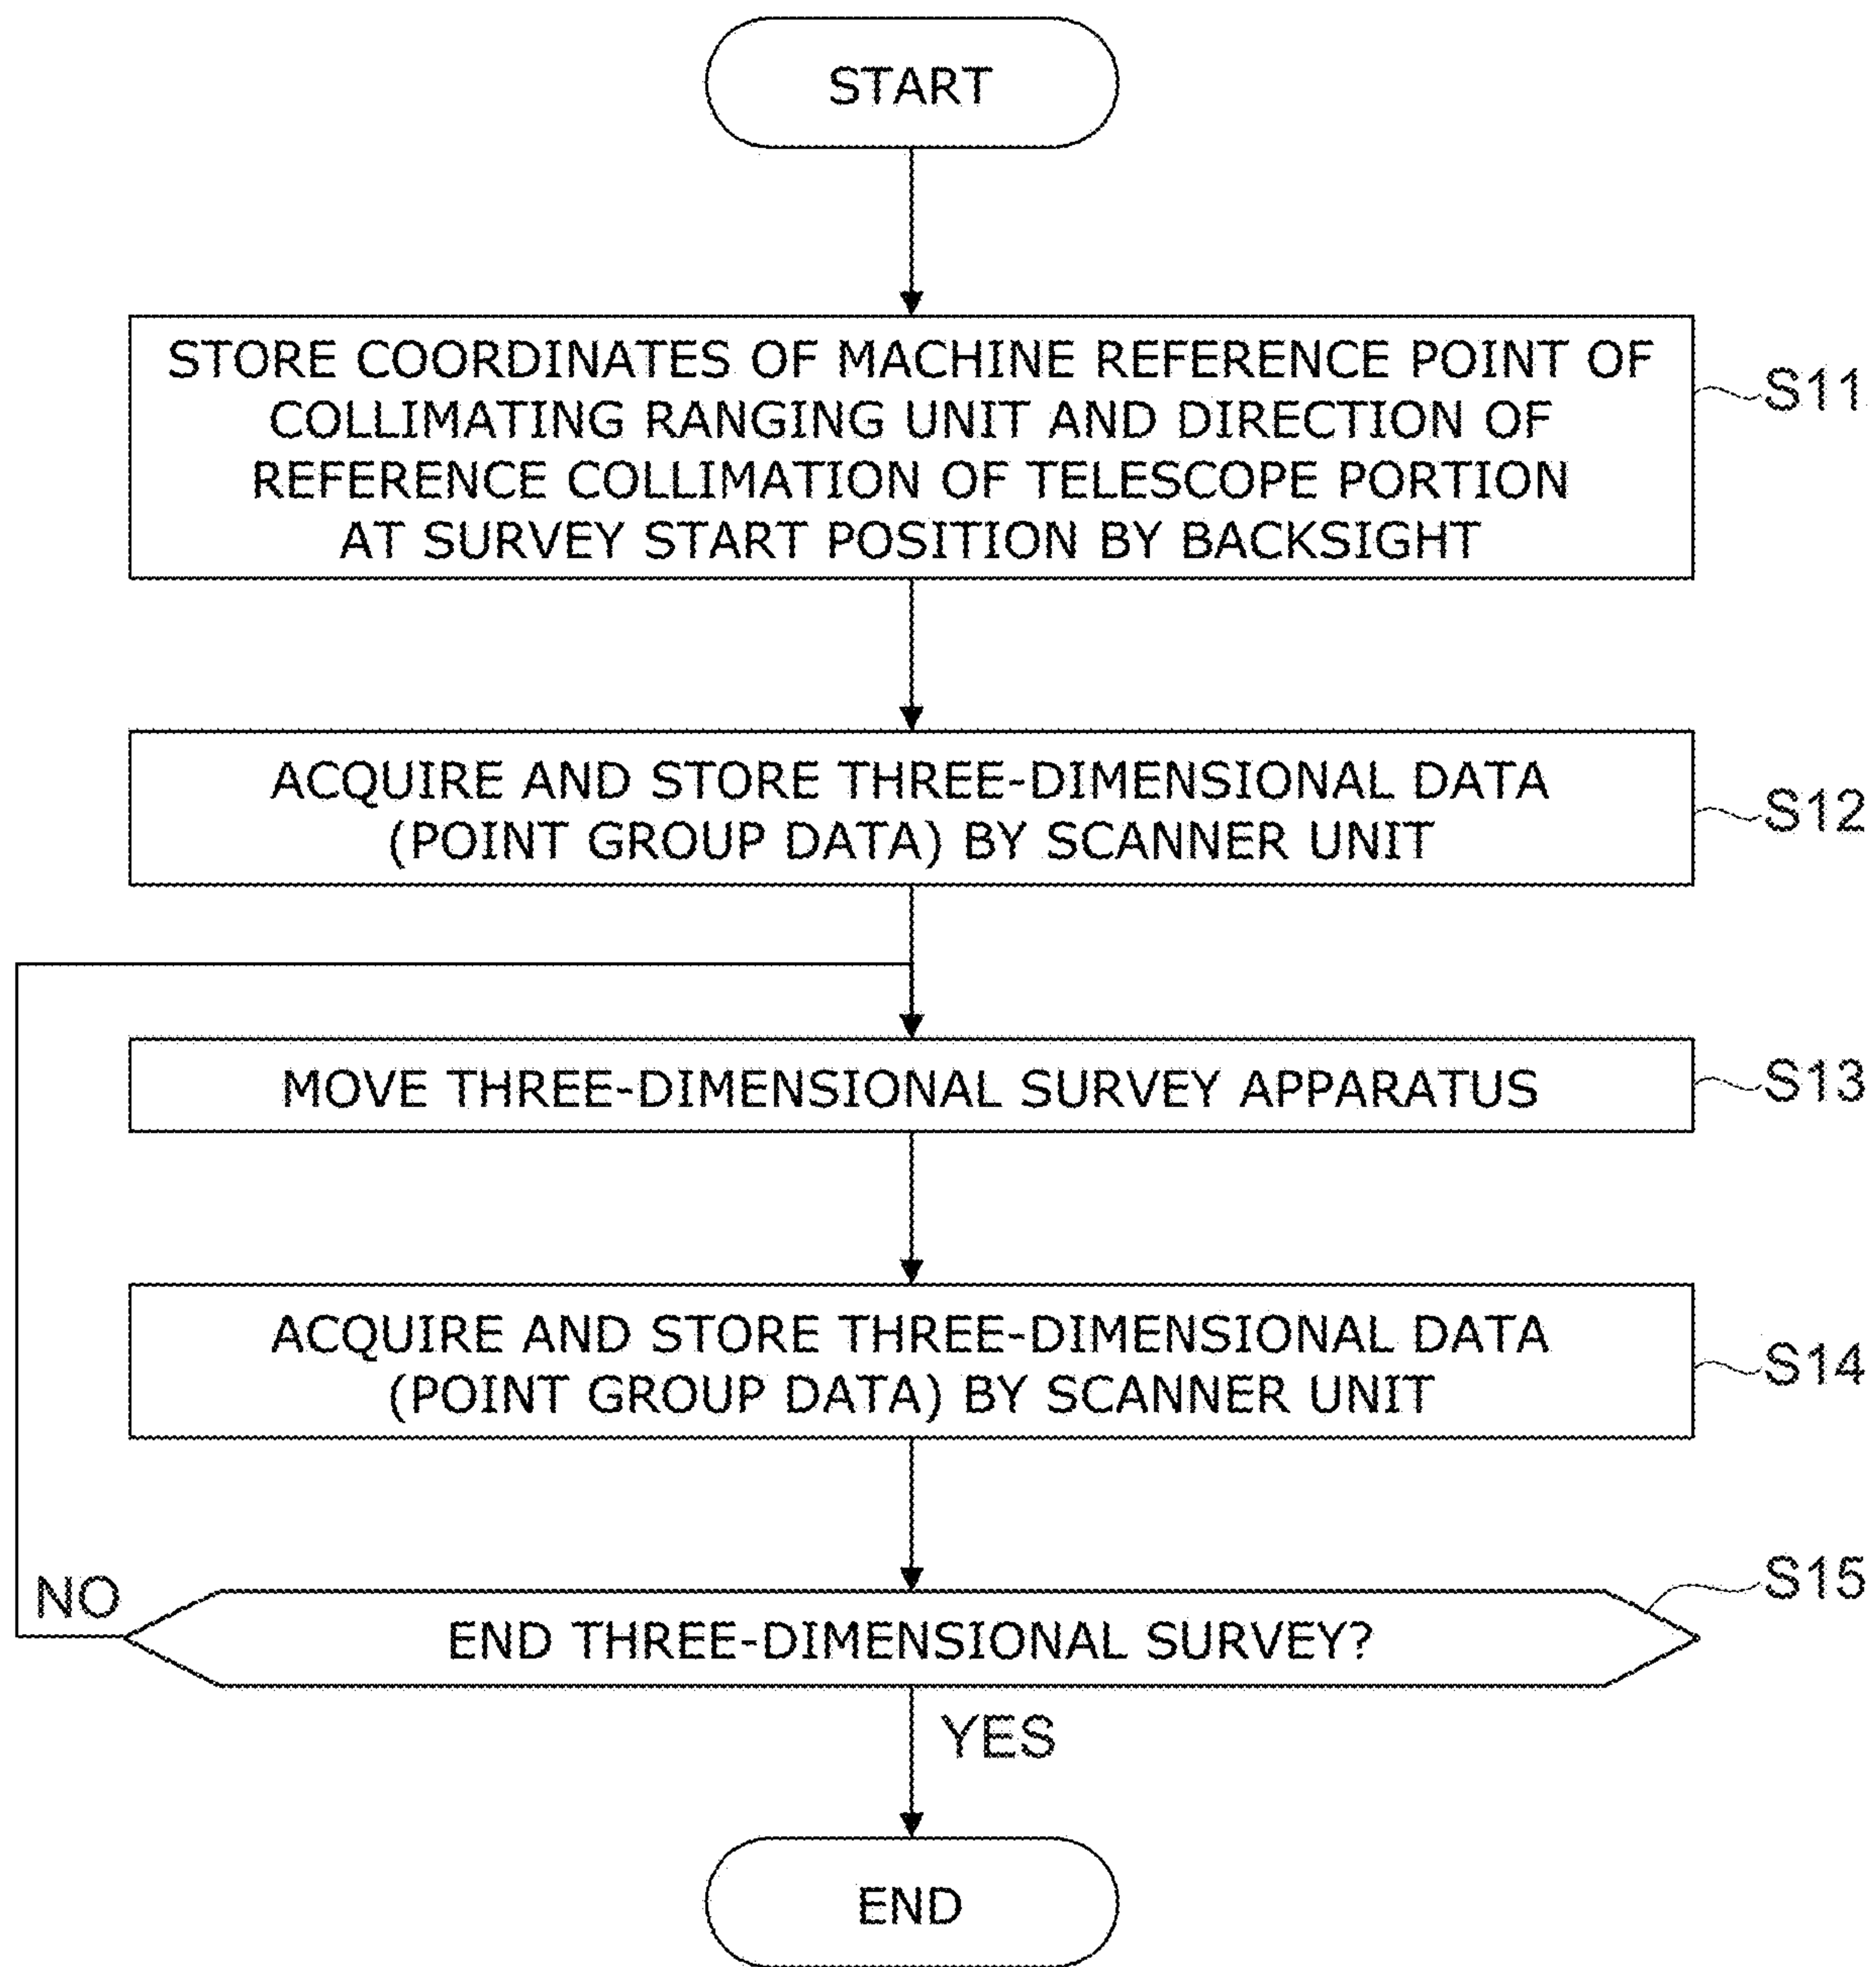 START
STORE COORDINATES OF MACHINE REFERENCE POINT OF
COLLIMATING RANGING UNIT AND DIRECTION OF
REFERENCE COLLIMATION OF TELESCOPE PORTION
AT SURVEY START POSITION BY BACKSIGHT
S11
ACQUIRE AND STORE THREE-DIMENSIONAL DATA
(POINT GROUP DATA) BY SCANNER UNIT
S12
MOVE THREE-DIMENSIONAL SURVEY APPARATUS
S13
ACQUIRE AND STORE THREE-DIMENSIONAL DATA
(POINT GROUP DATA) BY SCANNER UNIT
S14
NO
END THREE-DIMENSIONAL SURVEY?
S15
YES
END